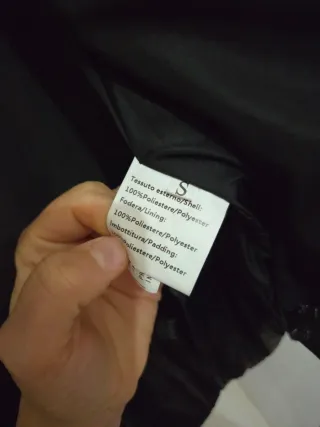 S
Tessuto esterno/Shell:
100%Poliestere/Polyester
Fodera/Lining:
100%Poliestere/Polyester
Imbottitura/Padding:
Poliestere/Polyester